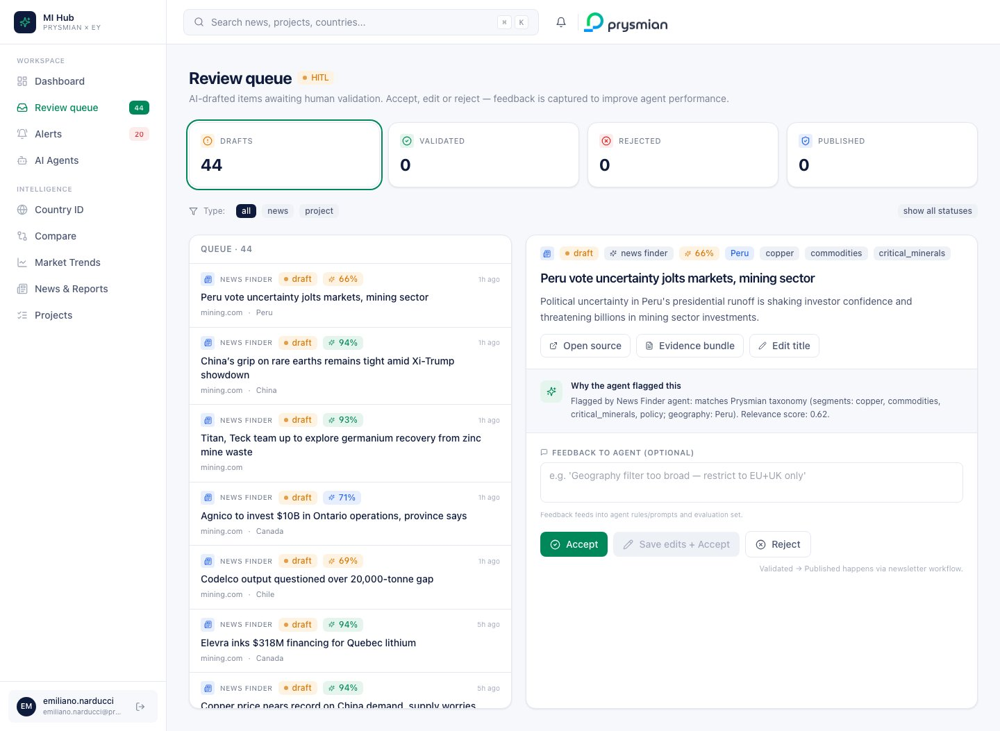 MI Hub
PRYSMIAN x EY
Search news, projects, countries...
⌘ K
prysmian
WORKSPACE
Dashboard
Review queue 44
Alerts 20
AI Agents
INTELLIGENCE
Country ID
Compare
Market Trends
News & Reports
Projects
EM
emiliano.narducci
emiliano.narducci@pr...
Review queue HITL
AI-drafted items awaiting human validation. Accept, edit or reject — feedback is captured to improve agent performance.
DRAFTS
44
VALIDATED
0
REJECTED
0
PUBLISHED
0
Type: all news project
show all statuses
QUEUE · 44
NEWS FINDER draft 66% 1h ago
Peru vote uncertainty jolts markets, mining sector
mining.com · Peru
NEWS FINDER draft 94% 1h ago
China’s grip on rare earths remains tight amid Xi-Trump
showdown
mining.com · China
NEWS FINDER draft 93% 1h ago
Titan, Teck team up to explore germanium recovery from zinc
mine waste
mining.com
NEWS FINDER draft 71% 1h ago
Agnico to invest $10B in Ontario operations, province says
mining.com · Canada
NEWS FINDER draft 69% 1h ago
Codelco output questioned over 20,000-tonne gap
mining.com · Chile
NEWS FINDER draft 94% 5h ago
Elevra inks $318M financing for Quebec lithium
mining.com · Canada
NEWS FINDER draft 94% 5h ago
Copper price nears record on China demand, supply worries
draft news finder 66% Peru copper commodities critical_minerals
Peru vote uncertainty jolts markets, mining sector
Political uncertainty in Peru's presidential runoff is shaking investor confidence and
threatening billions in mining sector investments.
Open source Evidence bundle Edit title
Why the agent flagged this
Flagged by News Finder agent: matches Prysmian taxonomy (segments: copper, commodities,
critical_minerals, policy; geography: Peru). Relevance score: 0.62.
FEEDBACK TO AGENT (OPTIONAL)
e.g. 'Geography filter too broad — restrict to EU+UK only'
Feedback feeds into agent rules/prompts and evaluation set.
Accept Save edits + Accept Reject
Validated → Published happens via newsletter workflow.